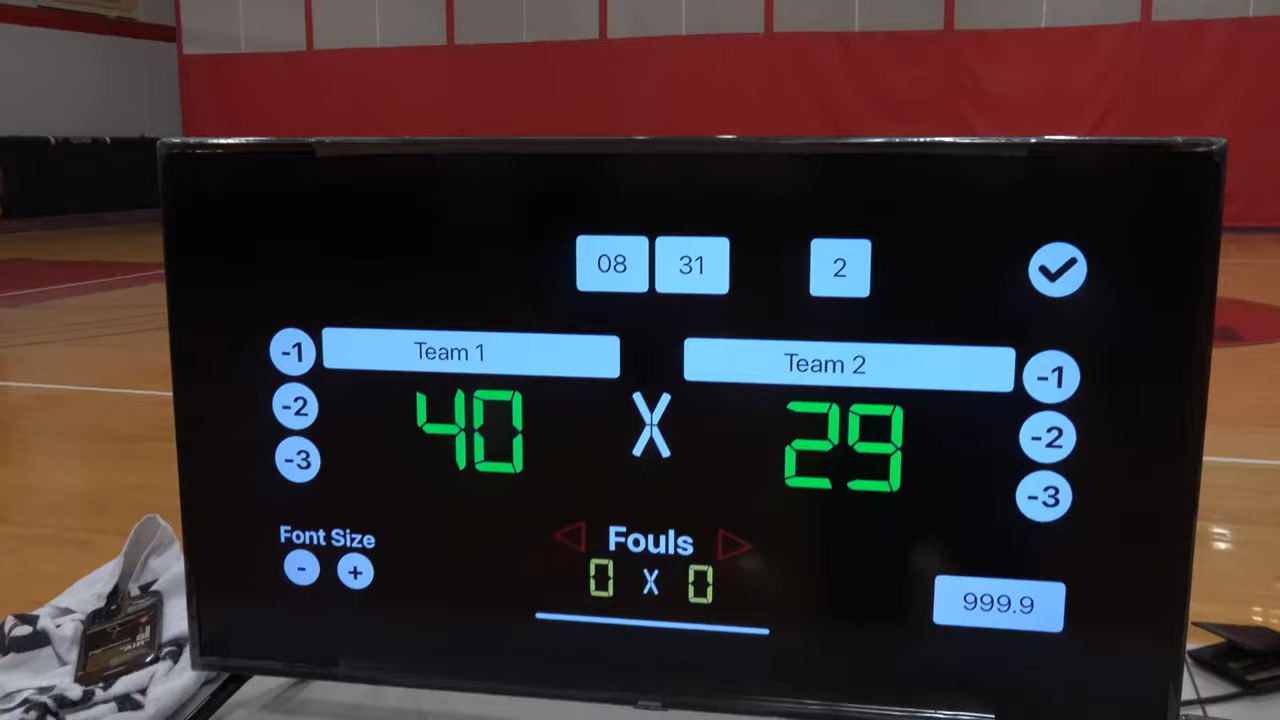 08 31 2
Team 1 Team 2
-1 -1
40 X 29
-2 -2
-3 -3
Font Size Fouls
- +
0 X 0
999.9